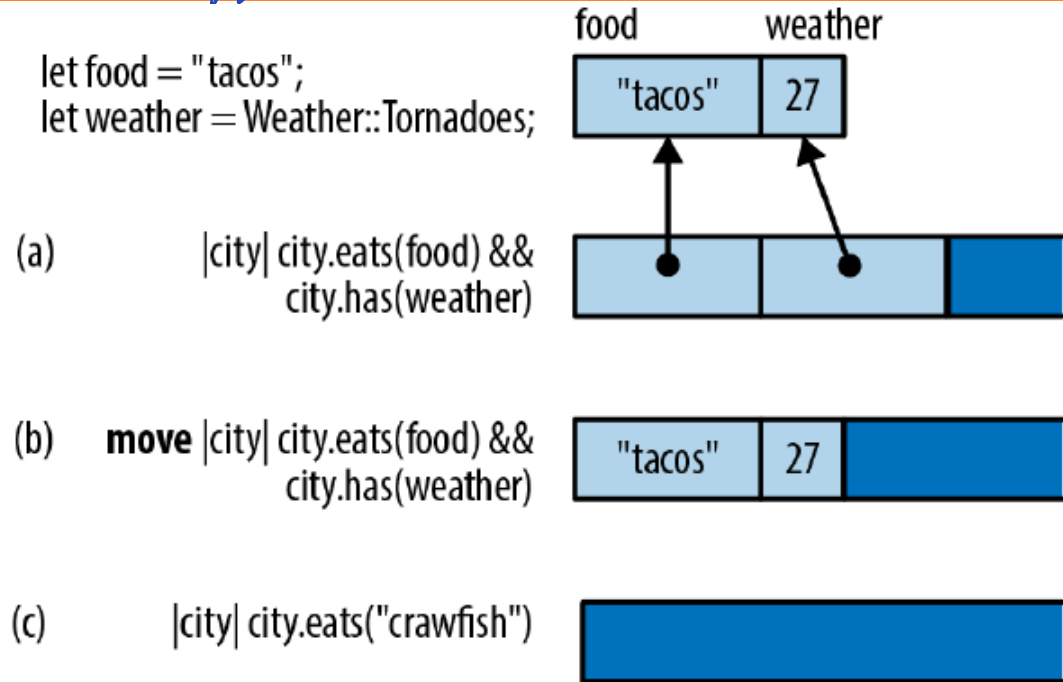 food weather
let food = "tacos";
let weather = Weather::Tornadoes;
"tacos" 27
(a) |city| city.eats(food) &&
city.has(weather)
(b) move |city| city.eats(food) &&
city.has(weather)
"tacos" 27
(c) |city| city.eats("crawfish")